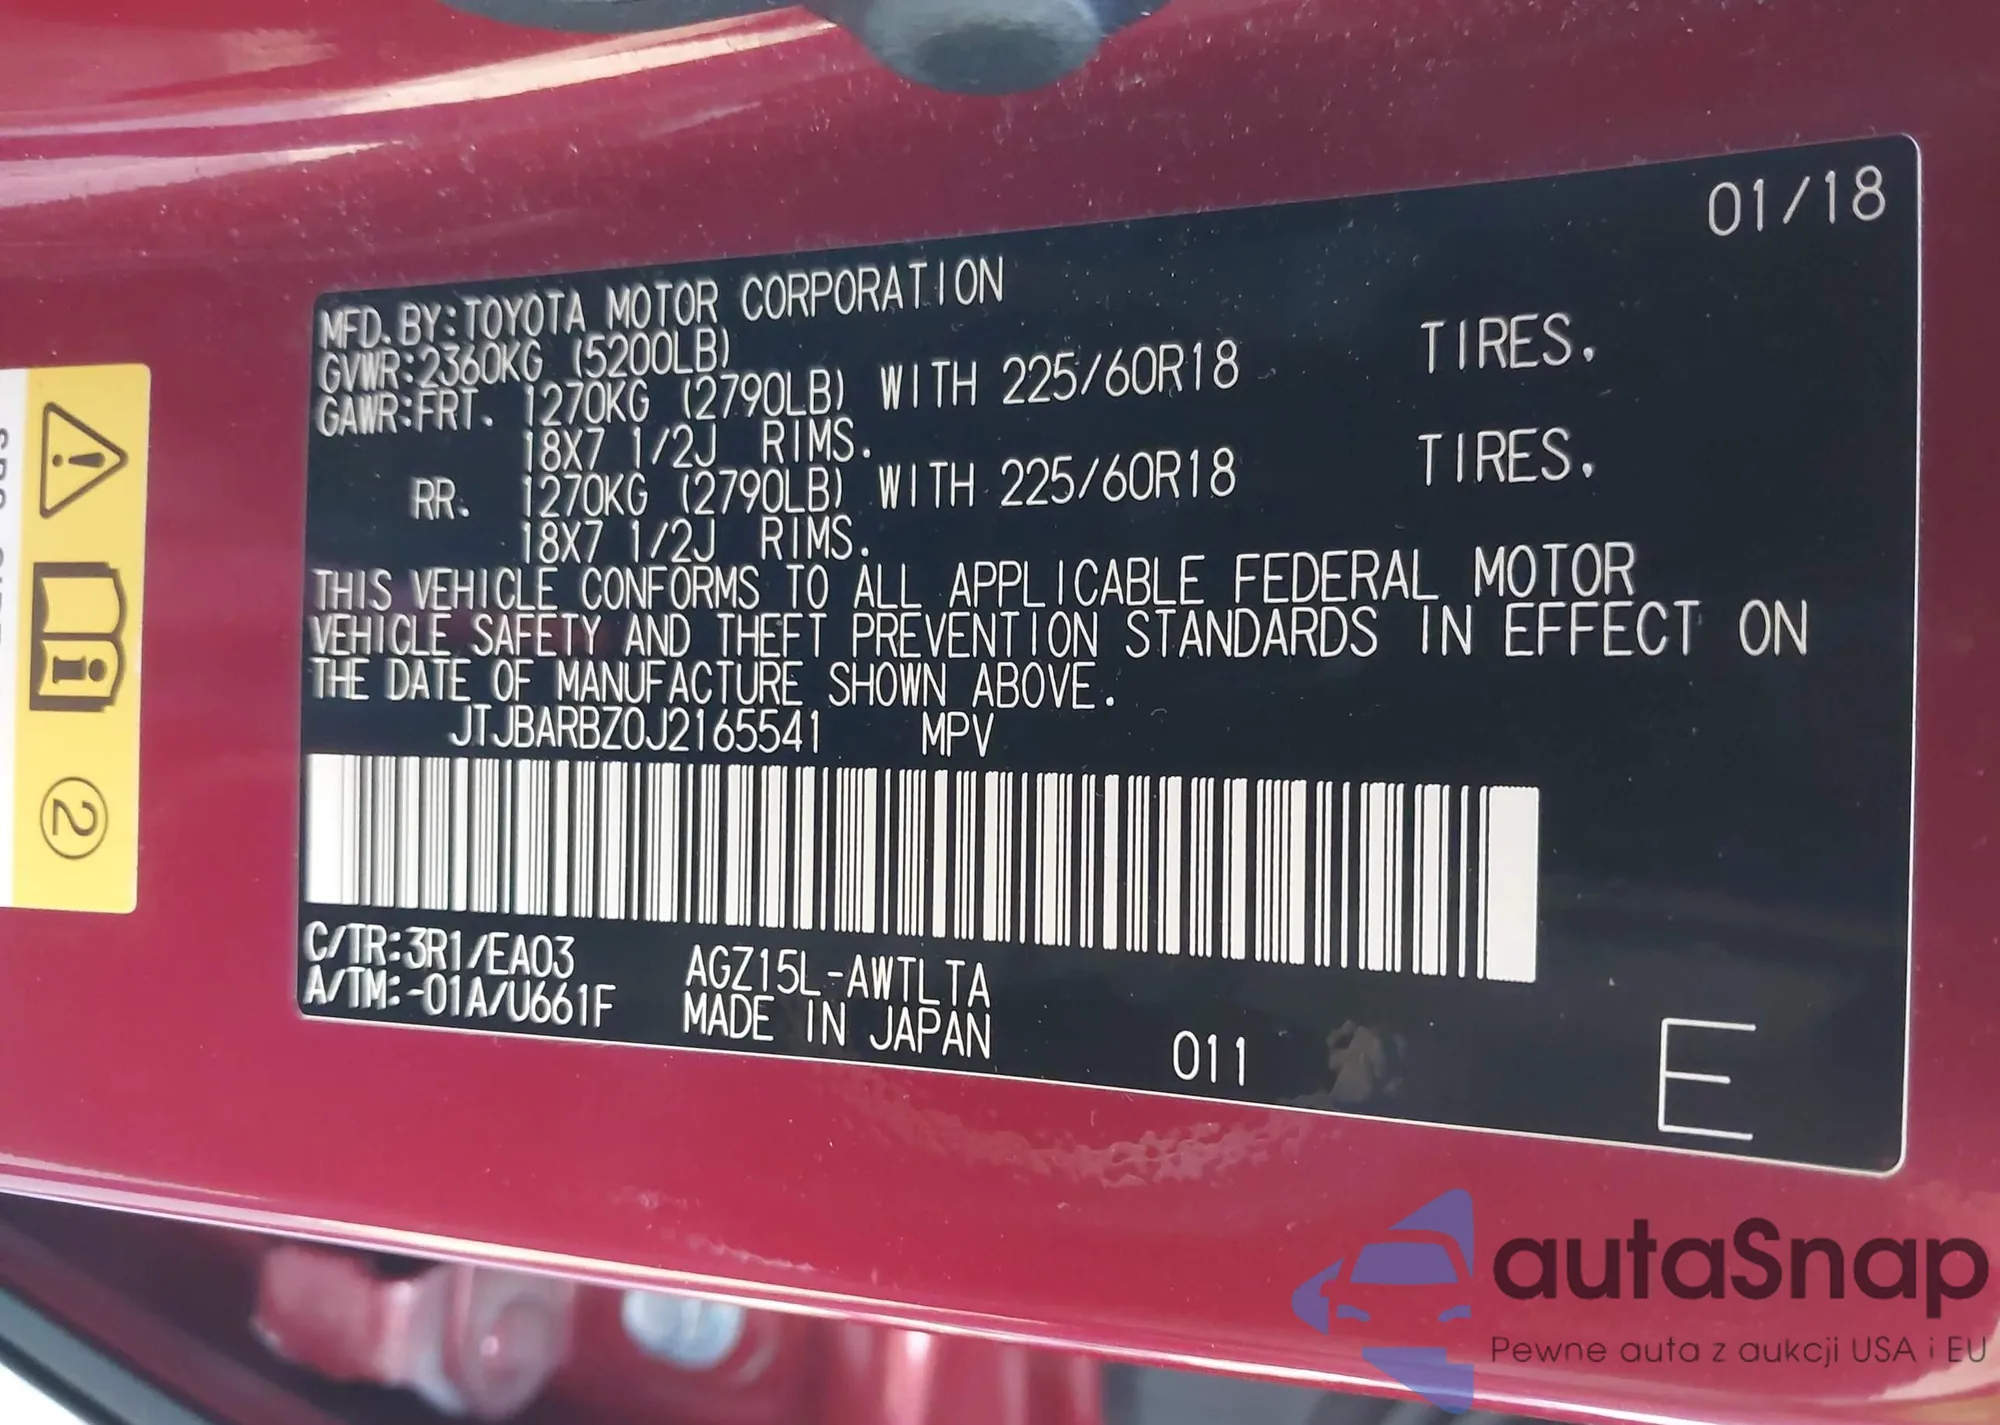 01/18
MFD.BY:TOYOTA MOTOR CORPORATION
GVWR:2360KG (5200LB)
GAWR:FRT. 1270KG (2790LB) WITH 225/60R18 TIRES.
18X7 1/2J RIMS.
RR. 1270KG (2790LB) WITH 225/60R18 TIRES.
18X7 1/2J RIMS.
THIS VEHICLE CONFORMS TO ALL APPLICABLE FEDERAL MOTOR
VEHICLE SAFETY AND THEFT PREVENTION STANDARDS IN EFFECT ON
THE DATE OF MANUFACTURE SHOWN ABOVE.
JTJBARBZ0J2165541 MPV
C/TR:3R1/EA03 AGZ15L-AWTLTA
A/TM:-01A/U661F MADE IN JAPAN
011
E
2
autaSnap
Pewne auta z aukcji USA i EU